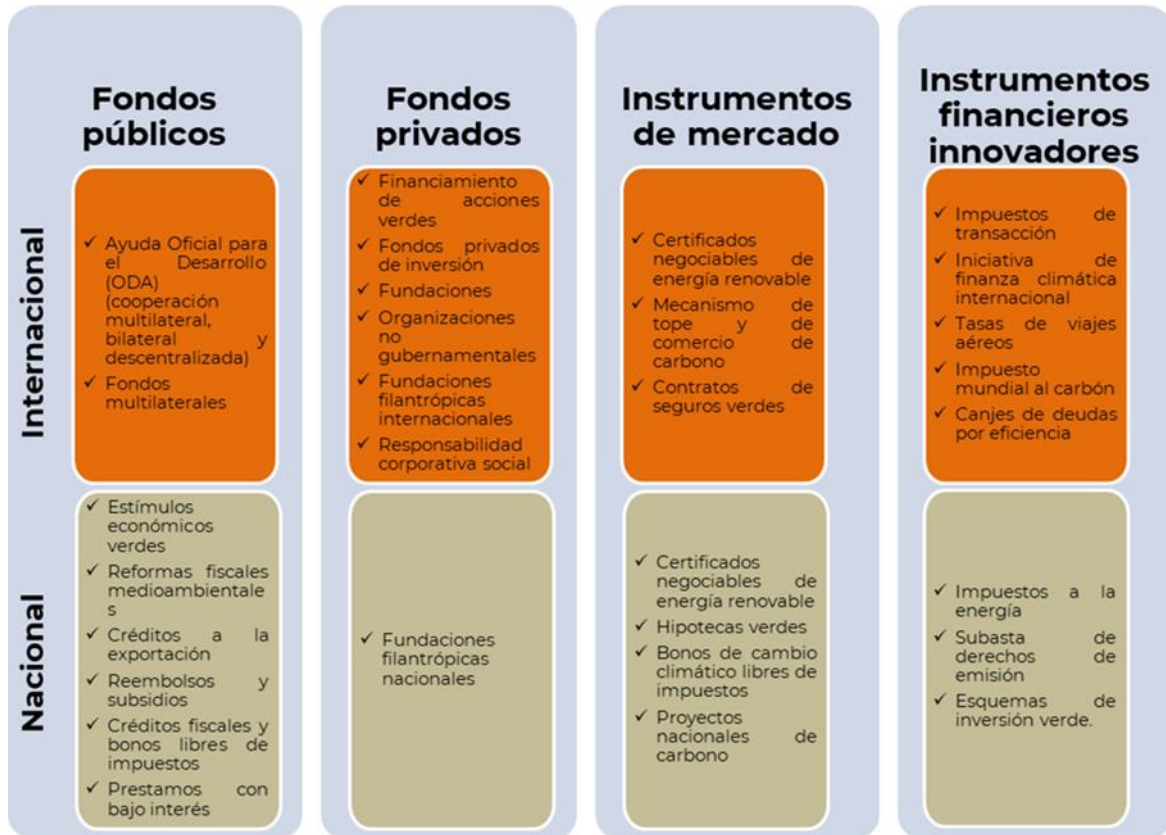 Fondos
públicos
Fondos
privados
Instrumentos
de mercado
Instrumentos
financieros
innovadores
Internacional
✓ Ayuda Oficial para
el Desarrollo
(ODA)
(cooperación
multilateral,
bilateral y
descentralizada)
✓ Fondos
multilaterales
✓ Financiamiento
de acciones
verdes
✓ Fondos privados
de inversión
✓ Fundaciones
✓ Organizaciones
no
gubernamentales
✓ Fundaciones
filantrópicas
internacionales
✓ Responsabilidad
corporativa social
✓ Certificados
negociables de
energía renovable
✓ Mecanismo de
tope y de
comercio de
carbono
✓ Contratos de
seguros verdes
✓ Impuestos de
transacción
✓ Iniciativa de
finanza climática
internacional
✓ Tasas de viajes
aéreos
✓ Impuesto
mundial al carbón
✓ Canjes de deudas
por eficiencia
Nacional
✓ Estímulos
económicos
verdes
✓ Reformas fiscales
medioambientale
s
✓ Créditos a la
exportación
✓ Reembolsos y
subsidios
✓ Créditos fiscales y
bonos libres de
impuestos
✓ Prestamos con
bajo interés
✓ Fundaciones
filantrópicas
nacionales
✓ Certificados
negociables de
energía renovable
✓ Hipotecas verdes
✓ Bonos de cambio
climático libres de
impuestos
✓ Proyectos
nacionales de
carbono
✓ Impuestos a la
energía
✓ Subasta de
derechos de
emisión
✓ Esquemas de
inversión verde.